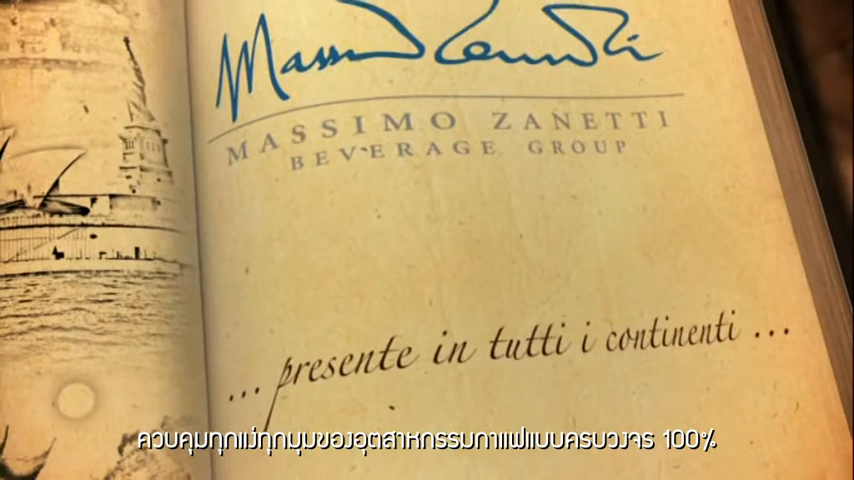 Massimo Zanetti
MASSIMO ZANETTI
BEVERAGE GROUP
... presente in tutti i continenti ...
ควบคุมทุกแง่ทุกมุมของอุตสาหกรรมกาแฟแบบครบวงจร 100%